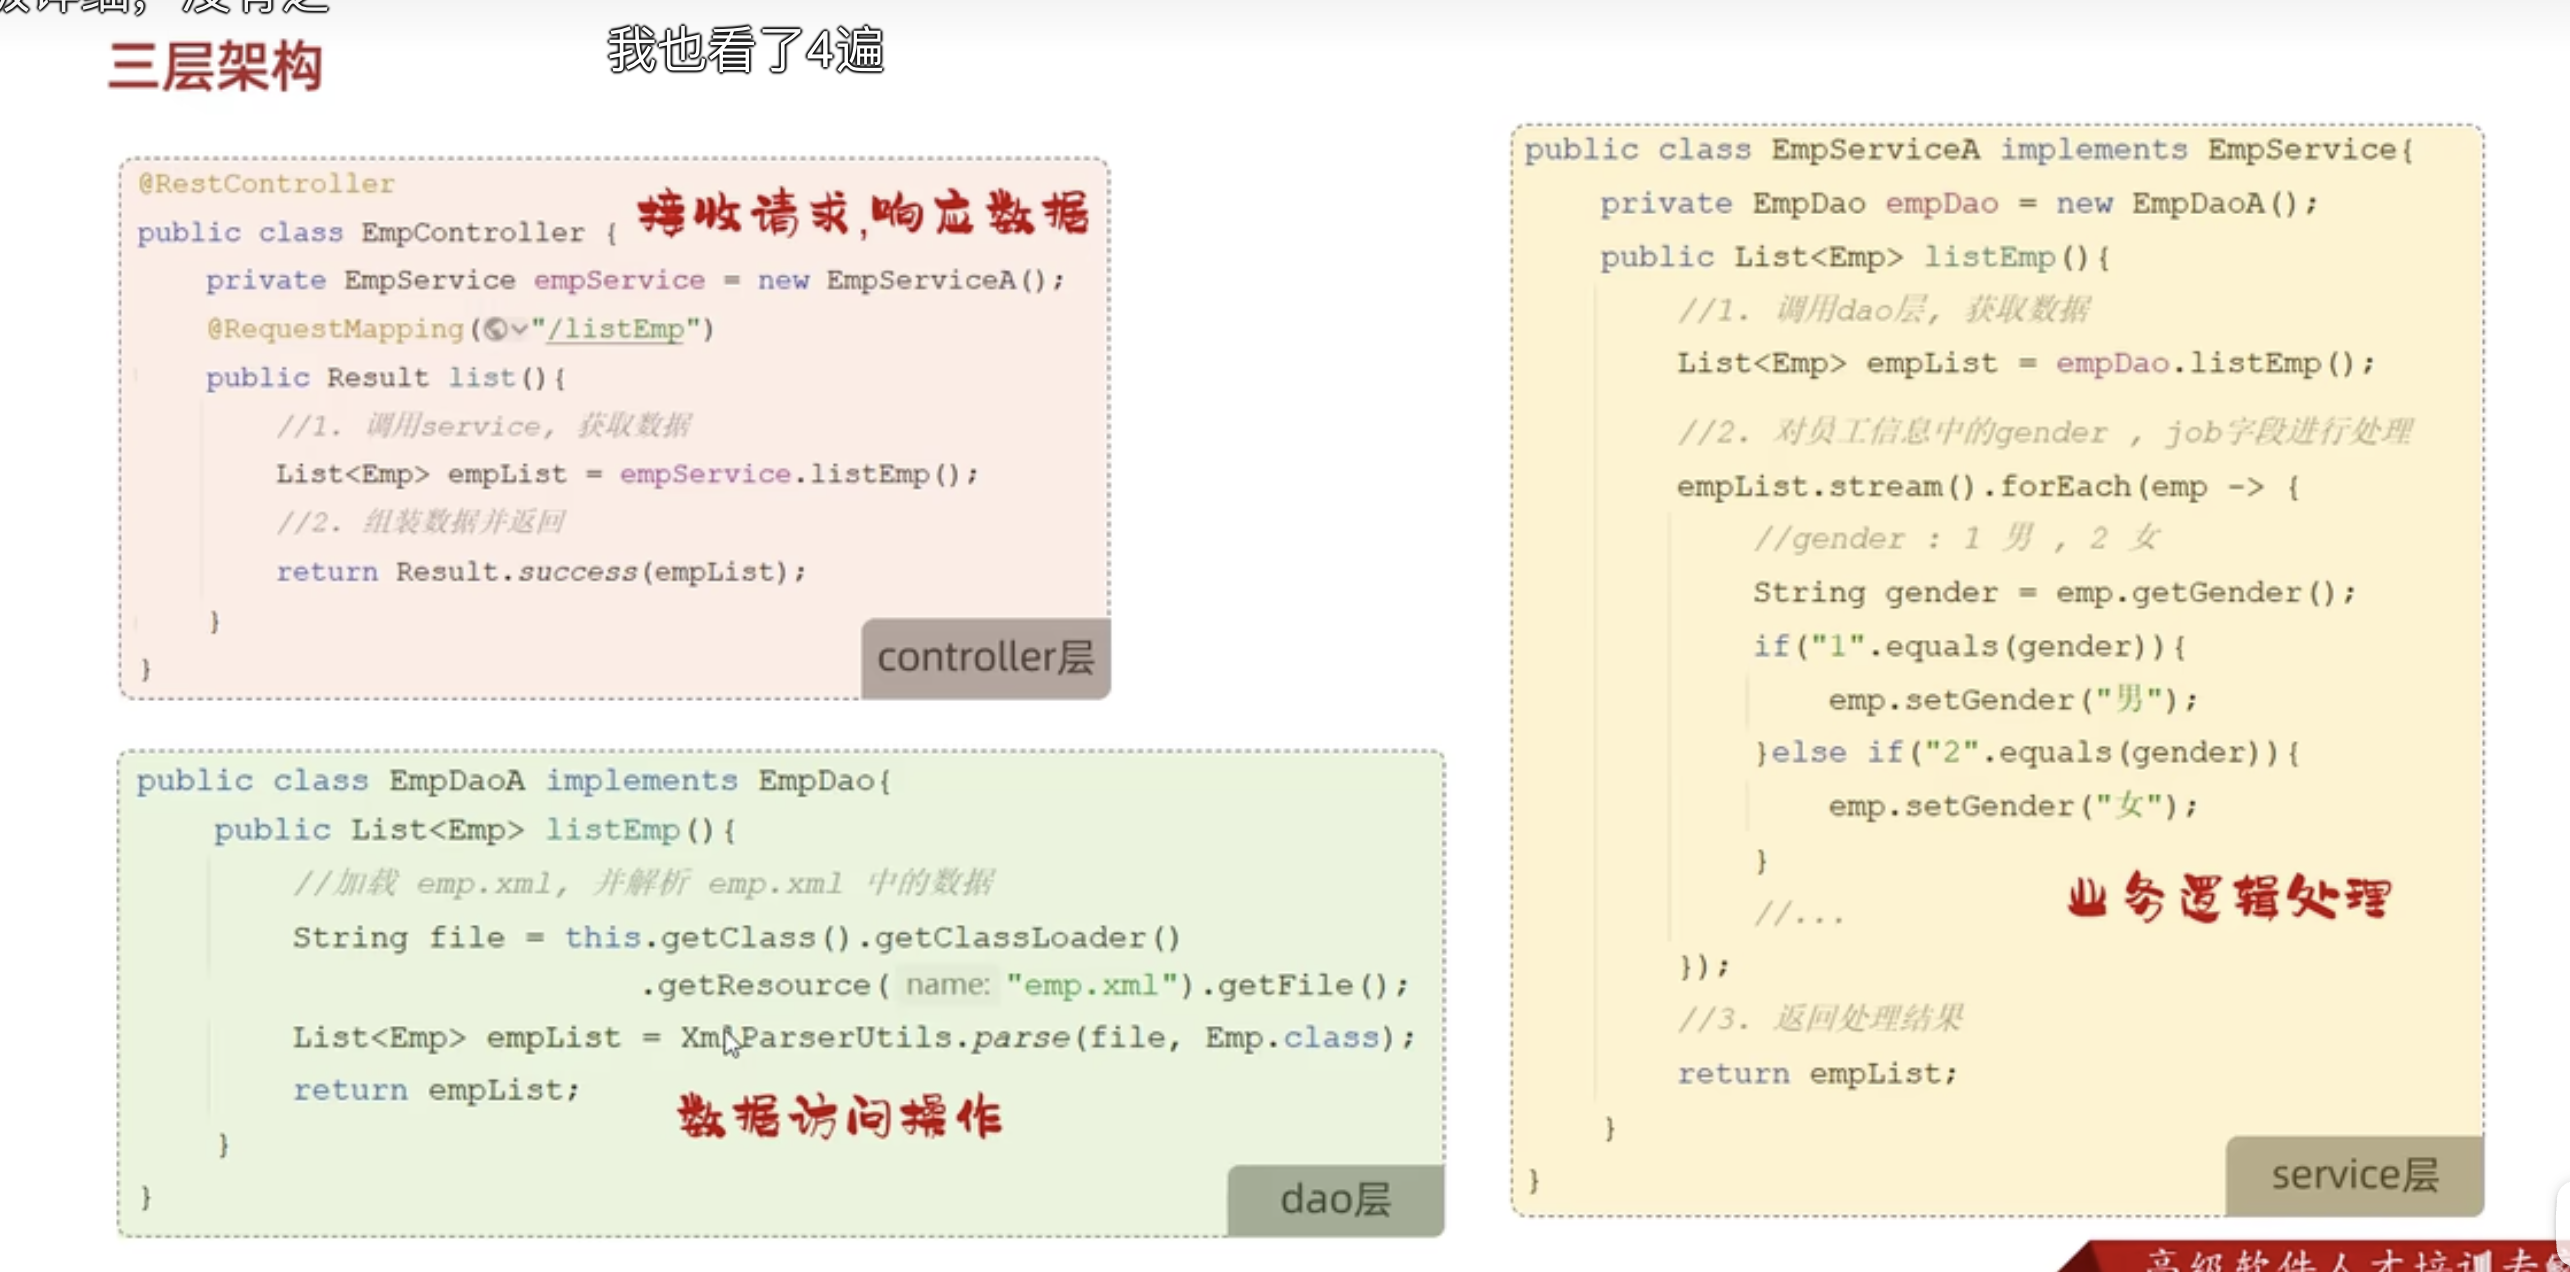 我也看了4遍
三层架构
@RestController
接收请求,响应数据
public class EmpController {
private EmpService empService = new EmpServiceA();
@RequestMapping("/listEmp")
public Result list(){
//1. 调用service, 获取数据
List<Emp> empList = empService.listEmp();
//2. 组装数据并返回
return Result.success(empList);
}
}
controller层
public class EmpDaoA implements EmpDao{
public List<Emp> listEmp(){
//加载 emp.xml, 并解析 emp.xml 中的数据
String file = this.getClass().getClassLoader()
.getResource( name: "emp.xml").getFile();
List<Emp> empList = XmlParserUtils.parse(file, Emp.class);
return empList;
数据访问操作
}
}
dao层
public class EmpServiceA implements EmpService{
private EmpDao empDao = new EmpDaoA();
public List<Emp> listEmp(){
//1. 调用dao层, 获取数据
List<Emp> empList = empDao.listEmp();
//2. 对员工信息中的gender , job字段进行处理
empList.stream().forEach(emp -> {
//gender : 1 男 , 2 女
String gender = emp.getGender();
if("1".equals(gender)){
emp.setGender("男");
}else if("2".equals(gender)){
emp.setGender("女");
}
业务逻辑处理
//...
});
//3. 返回处理结果
return empList;
}
}
service层
高级软件人才培训专